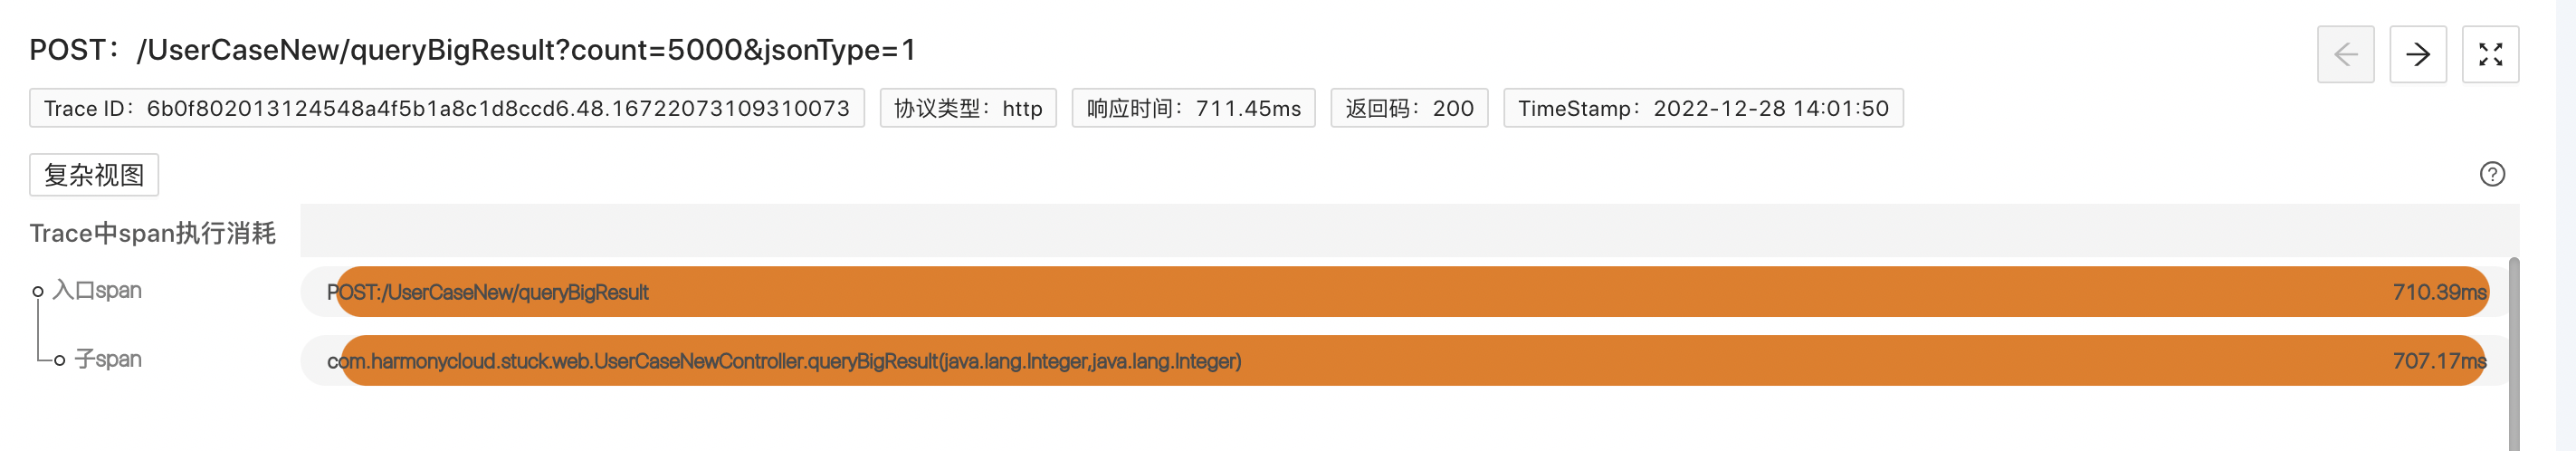 POST：/UserCaseNew/queryBigResult?count=5000&jsonType=1
Trace ID：6b0f802013124548a4f5b1a8c1d8ccd6.48.16722073109310073 协议类型：http 响应时间：711.45ms 返回码：200 TimeStamp：2022-12-28 14:01:50
复杂视图 ?
Trace中span执行消耗
入口span POST:/UserCaseNew/queryBigResult 710.39ms
子span com.harmonycloud.stuck.web.UserCaseNewController.queryBigResult(java.lang.Integer,java.lang.Integer) 707.17ms